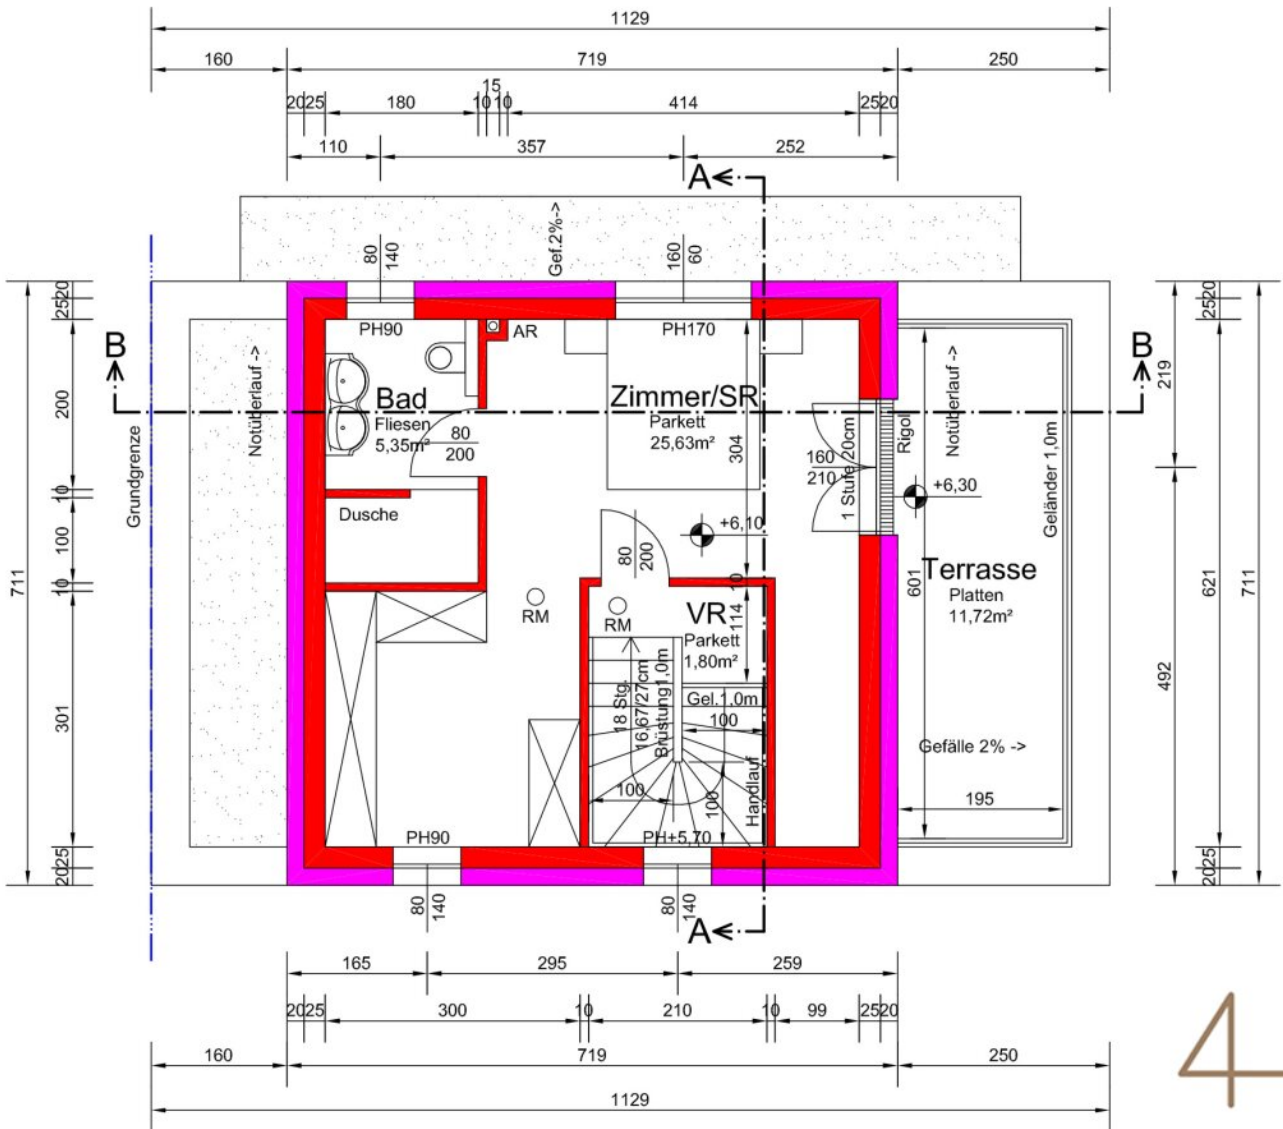 1129
160 719 250
15
20 25 180 10 10 414 25 20
110 357 252
A
Gef.2%->
80
140
160
60
25 20
711
PH90
AR
PH170
B
B
Notüberlauf ->
Notüberlauf ->
219
200
Bad
Fliesen
5,35m²
Zimmer/SR
Parkett
25,63m²
304
80
200
160
210
1 Stufe 20cm
Rigol
+6,30
Geländer 1,0m
Grundgrenze
10
Dusche
100
10
+6,10
80
200
10
Terrasse
Platten
11,72m²
601
621
711
25 20
RM
RM
VR
Parkett
1,80m²
114
492
301
18 Stg.
16,67/27cm
Brüstung1,0m
Gel.1,0m
100
100
100
Handlauf
Gefälle 2% ->
195
PH90
PH+5,70
20 25
20 25
80
140
80
140
A
165 295 259
20 25 300 10 210 10 99 25 20
160 719 250
1129
4